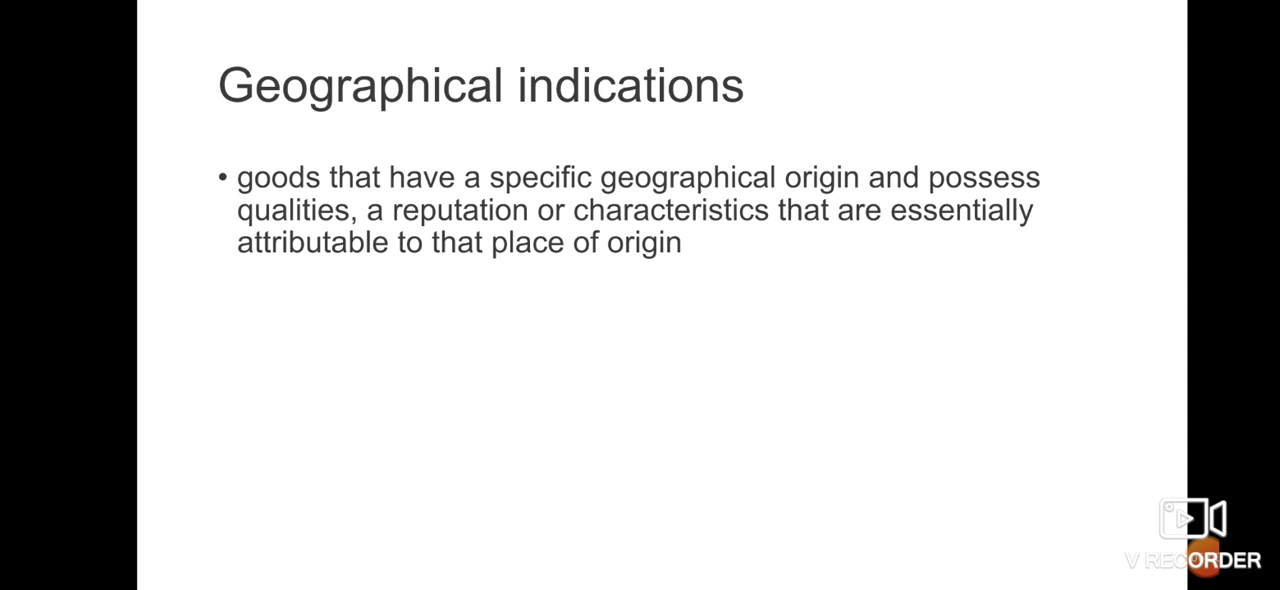 Geographical indications
• goods that have a specific geographical origin and possess
qualities, a reputation or characteristics that are essentially
attributable to that place of origin
V RECORDER